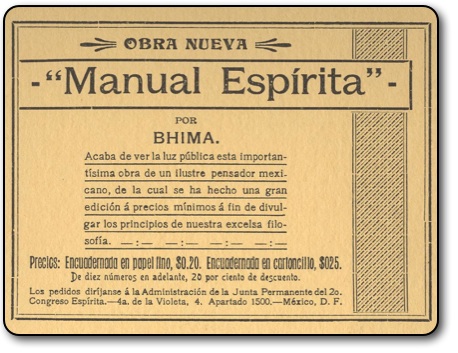 OBRA NUEVA
-"Manual Espírita"-
POR
BHIMA.
Acaba de ver la luz pública esta importan-
tísima obra de un ilustre pensador mexi-
cano, de la cual se ha hecho una gran
edición á precios mínimos á fin de divul-
gar los principios de nuestra excelsa filo-
sofía. —:— —:— —:— —:—
Precios: Encuadernada en papel fino, $0.20. Encuadernada en cartoncillo, $025.
De diez números en adelante, 20 por ciento de descuento.
Los pedidos diríjanse á la Administración de la Junta Permanente del 2o.
Congreso Espírita.—4a. de la Violeta, 4. Apartado 1500.—México, D. F.